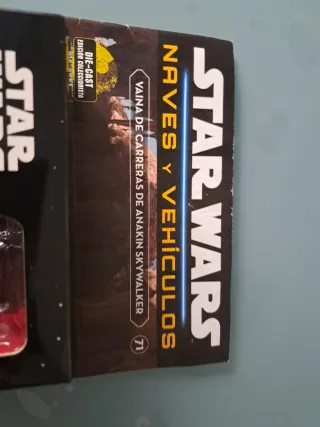 STAR WARS
NAVES Y VEHÍCULOS
VAINA DE CARRERAS DE ANAKIN SKYWALKER 71
DIE-CAST
EDICIÓN COLECCIONISTA
STAR
WARS